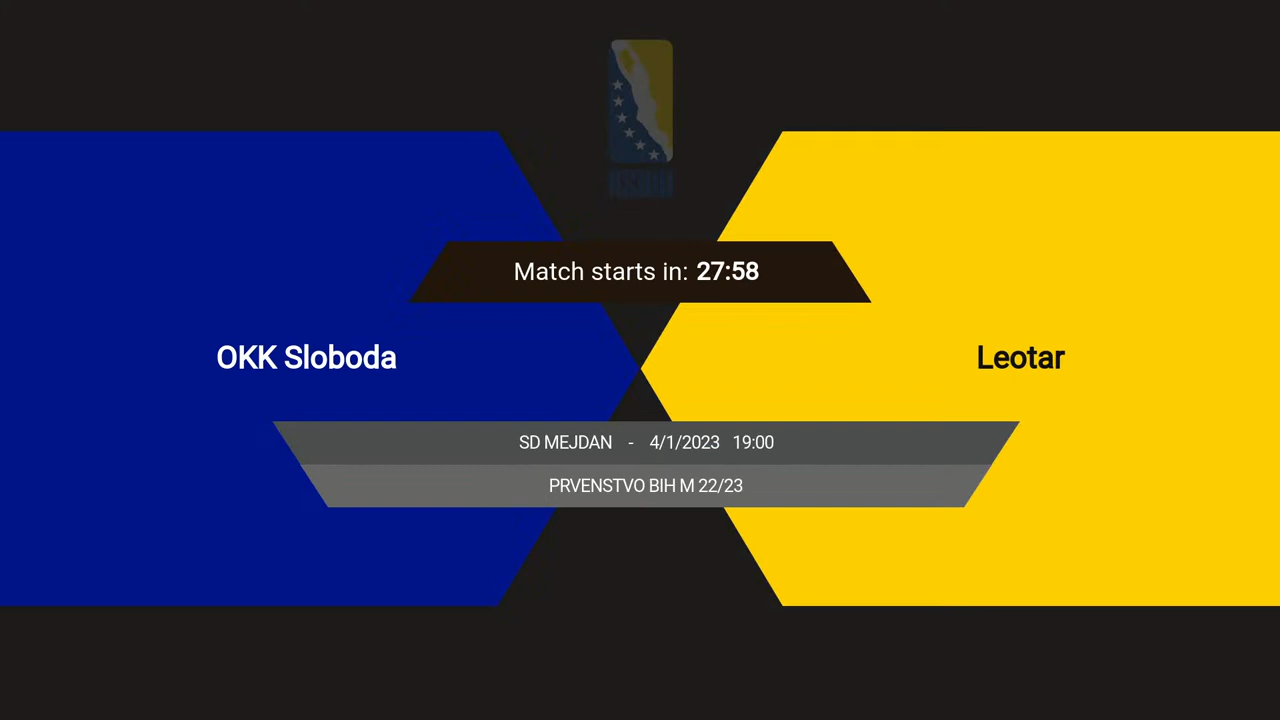 Match starts in: 27:58
OKK Sloboda
Leotar
SD MEJDAN - 4/1/2023 19:00
PRVENSTVO BIH M 22/23